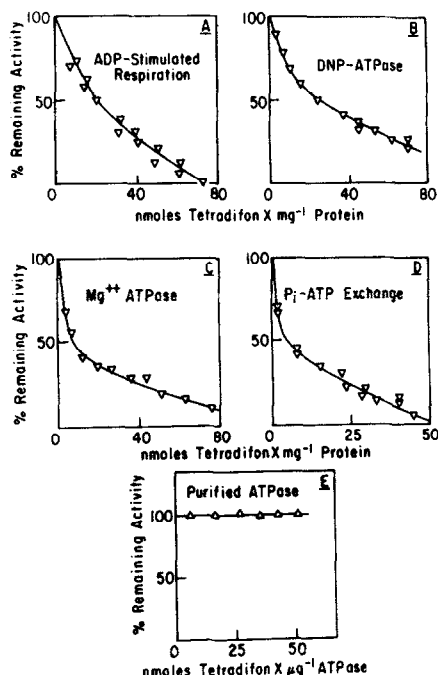 A
ADP-Stimulated
Respiration
100
50
% Remaining Activity
0
40
80
B
DNP-ATPase
100
50
0
40
80
nmoles Tetradifon X mg⁻¹ Protein
C
Mg⁺⁺ ATPase
100
50
% Remaining Activity
0
40
80
D
Pi-ATP Exchange
100
50
0
25
50
nmoles Tetradifon X mg⁻¹ Protein
E
Purified ATPase
100
50
% Remaining Activity
25
50
nmoles Tetradifon X µg⁻¹ ATPase